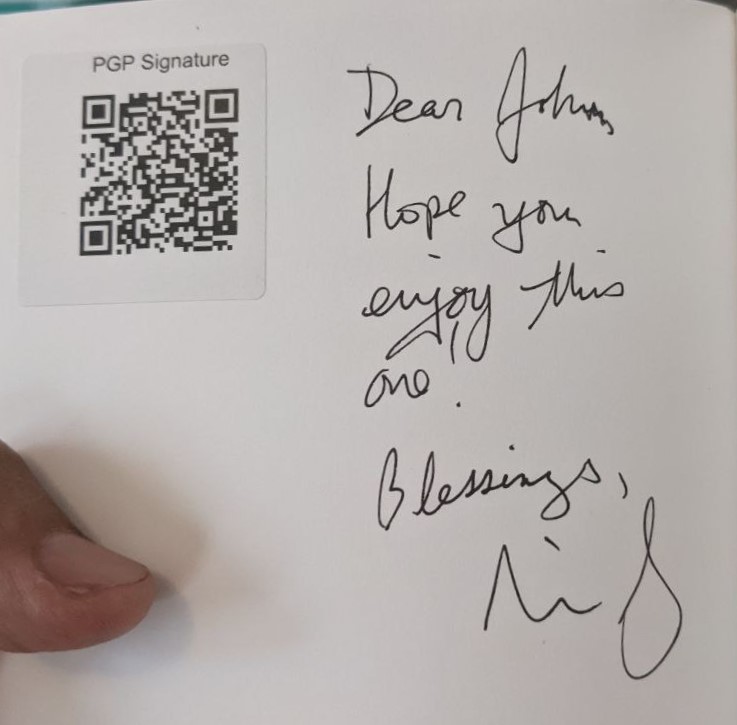 PGP Signature
Dear John
Hope you
enjoy this
one!
Blessings,